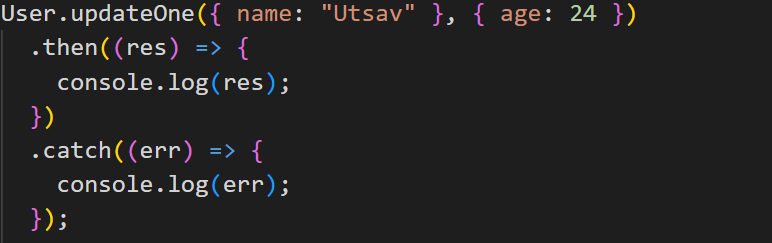 User.updateOne({ name: "Utsav" }, { age: 24 })
  .then((res) => {
    console.log(res);
  })
  .catch((err) => {
    console.log(err);
  });